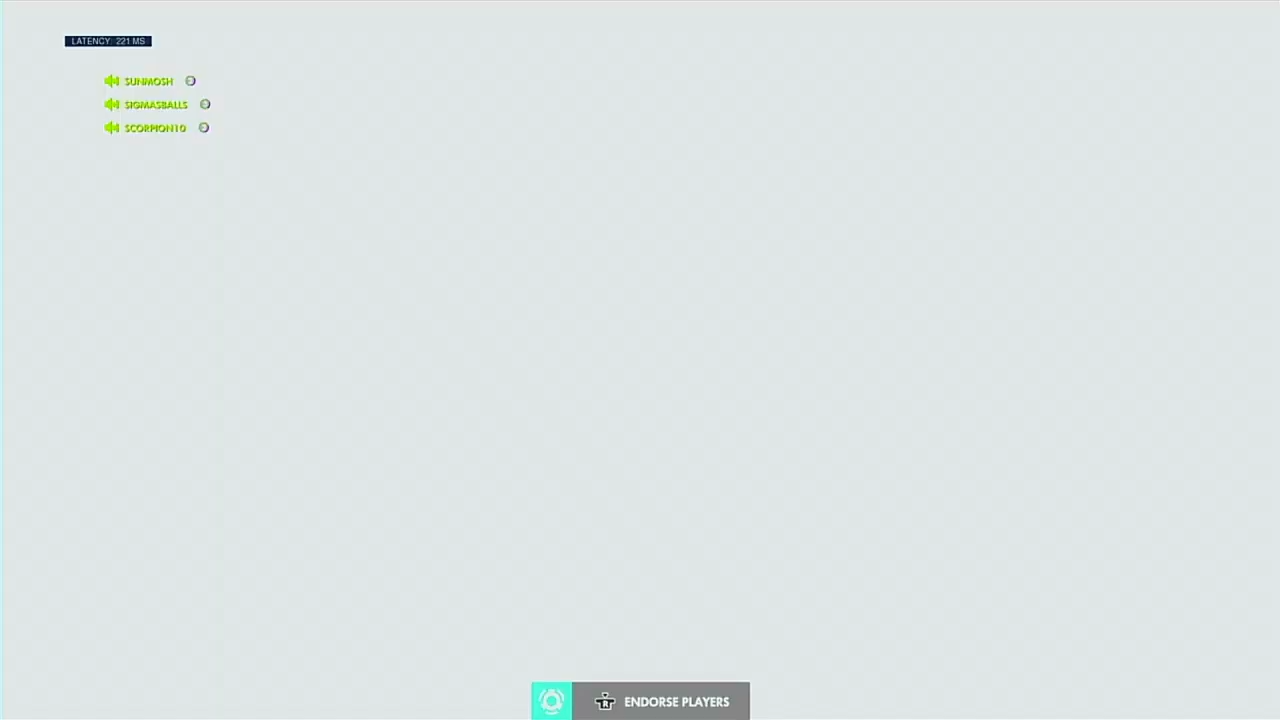 LATENCY: 221 MS
SUNMOSH
SIGMASBALLS
SCORPION10
R ENDORSE PLAYERS